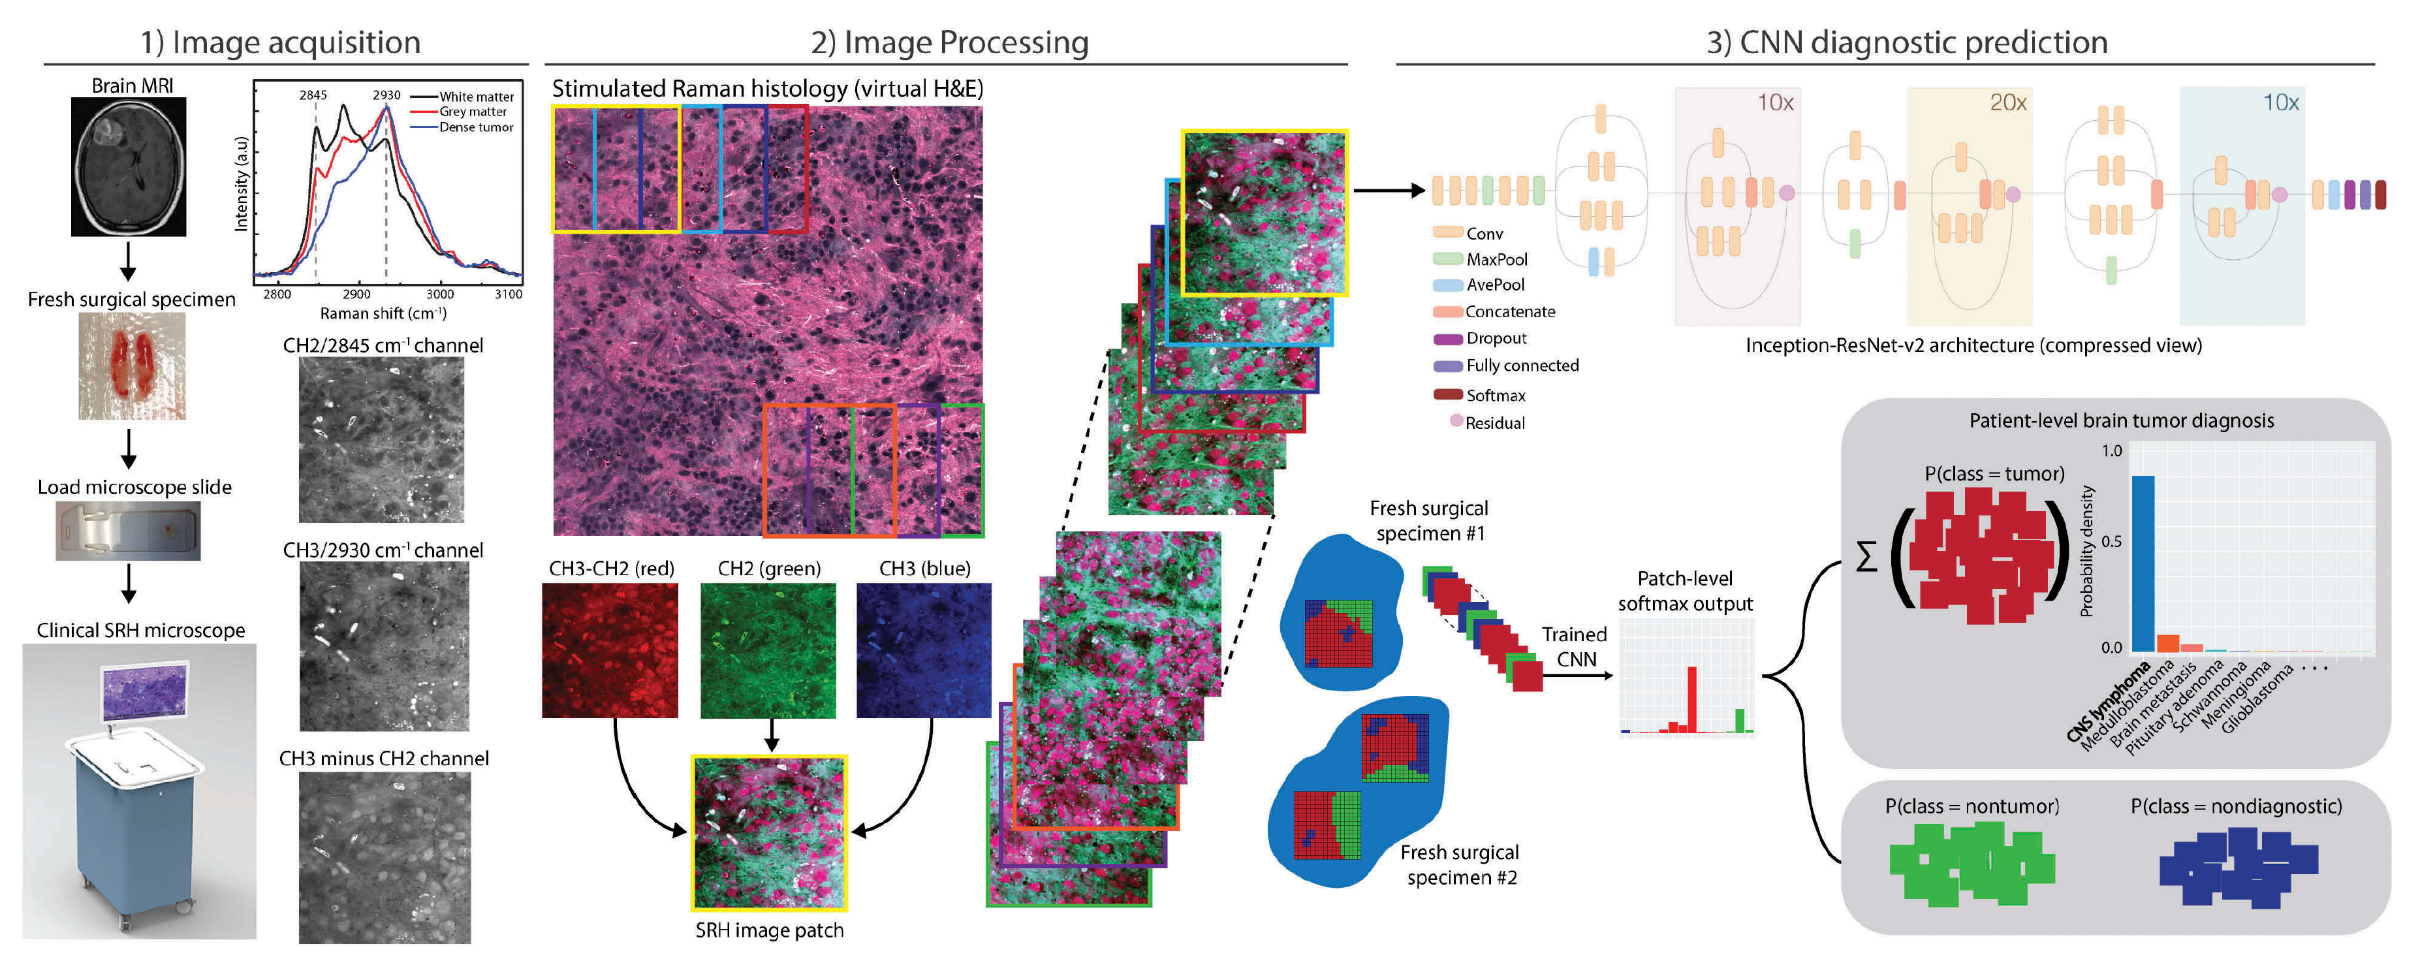 1) Image acquisition
Brain MRI
Fresh surgical specimen
Load microscope slide
Clinical SRH microscope
2845
2930
White matter
Grey matter
Dense tumor
Intensity (a.u)
2800
2900
3000
3100
Raman shift (cm⁻¹)
CH2/2845 cm⁻¹ channel
CH3/2930 cm⁻¹ channel
CH3 minus CH2 channel
2) Image Processing
Stimulated Raman histology (virtual H&E)
CH3-CH2 (red)
CH2 (green)
CH3 (blue)
SRH image patch
3) CNN diagnostic prediction
10x
20x
10x
Conv
MaxPool
AvePool
Concatenate
Dropout
Fully connected
Softmax
Residual
Inception-ResNet-v2 architecture (compressed view)
Fresh surgical
specimen #1
Fresh surgical
specimen #2
Trained
CNN
Patch-level
softmax output
Patient-level brain tumor diagnosis
P(class = tumor)
Σ ( )
Probability density
1.0
0.5
0.0
CNS lymphoma
Medulloblastoma
Brain metastasis
Pituitary adenoma
Schwannoma
Meningioma
Glioblastoma
. . .
P(class = nontumor)
P(class = nondiagnostic)